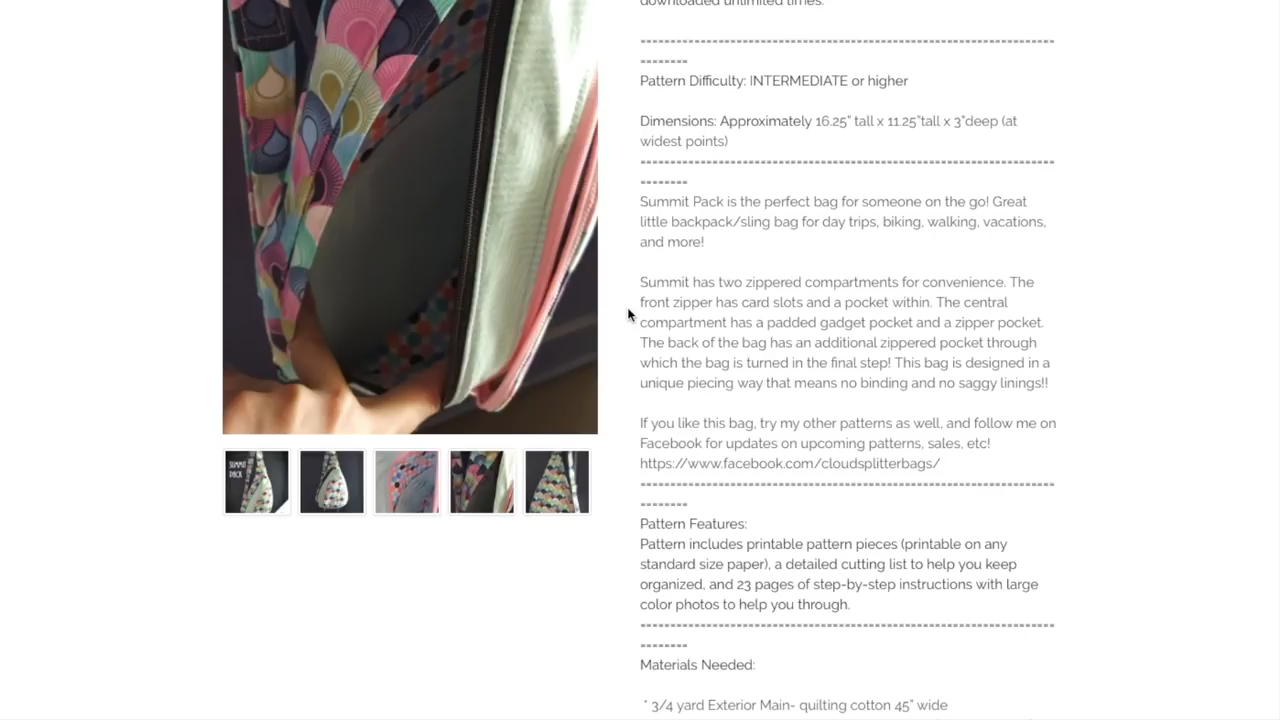 downloaded unlimited times.
=====================================================================
========
Pattern Difficulty: INTERMEDIATE or higher
Dimensions: Approximately 16.25” tall x 11.25”tall x 3”deep (at
widest points)
=====================================================================
========
Summit Pack is the perfect bag for someone on the go! Great
little backpack/sling bag for day trips, biking, walking, vacations,
and more!
Summit has two zippered compartments for convenience. The
front zipper has card slots and a pocket within. The central
compartment has a padded gadget pocket and a zipper pocket.
The back of the bag has an additional zippered pocket through
which the bag is turned in the final step! This bag is designed in a
unique piecing way that means no binding and no saggy linings!!
If you like this bag, try my other patterns as well, and follow me on
Facebook for updates on upcoming patterns, sales, etc!
https://www.facebook.com/cloudsplitterbags/
=====================================================================
========
Pattern Features:
Pattern includes printable pattern pieces (printable on any
standard size paper), a detailed cutting list to help you keep
organized, and 23 pages of step-by-step instructions with large
color photos to help you through.
=====================================================================
========
Materials Needed:
* 3/4 yard Exterior Main- quilting cotton 45” wide
SUMMIT
PACK